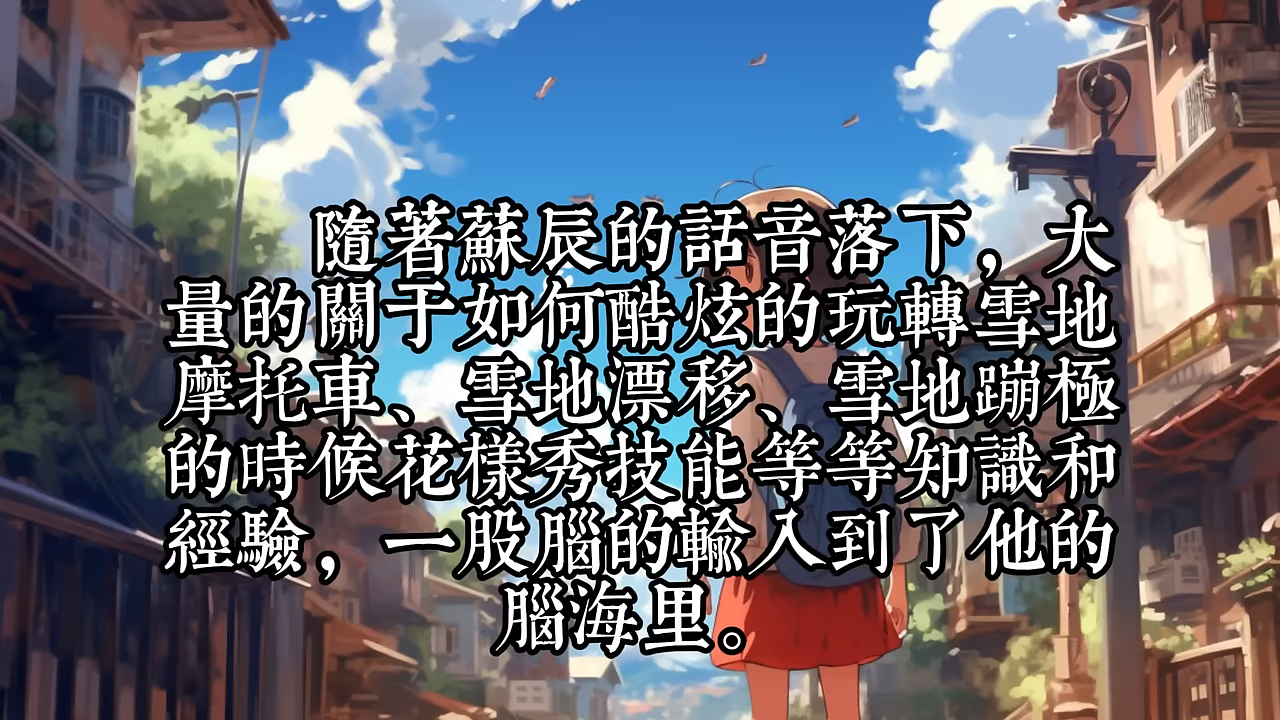 隨著蘇辰的話音落下，大
量的關于如何酷炫的玩轉雪地
摩托車、雪地漂移、雪地蹦極
的時候花樣秀技能等等知識和
經驗，一股腦的輸入到了他的
腦海里。